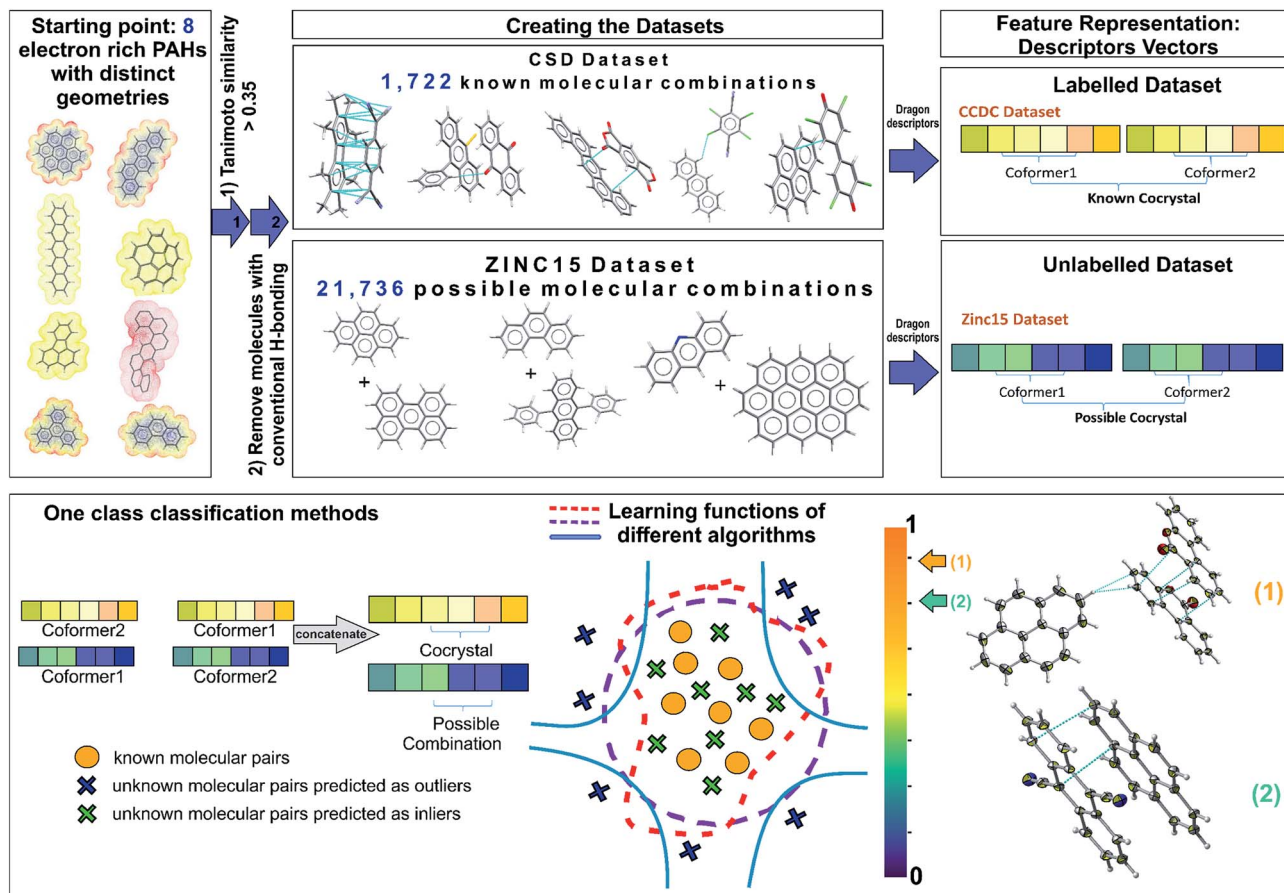 Starting point: 8
electron rich PAHs
with distinct
geometries
1) Tanimoto similarity
> 0.35
1
2
2) Remove molecules with
conventional H-bonding
Creating the Datasets
CSD Dataset
1,722 known molecular combinations
ZINC15 Dataset
21,736 possible molecular combinations
+
+
+
Dragon
descriptors
Dragon
descriptors
Feature Representation:
Descriptors Vectors
Labelled Dataset
CCDC Dataset
Coformer1
Coformer2
Known Cocrystal
Unlabelled Dataset
Zinc15 Dataset
Coformer1
Coformer2
Possible Cocrystal
One class classification methods
Coformer2
Coformer1
Coformer1
Coformer2
concatenate
Cocrystal
Possible
Combination
known molecular pairs
unknown molecular pairs predicted as outliers
unknown molecular pairs predicted as inliers
Learning functions of
different algorithms
1
(1)
(2)
0
(1)
(2)